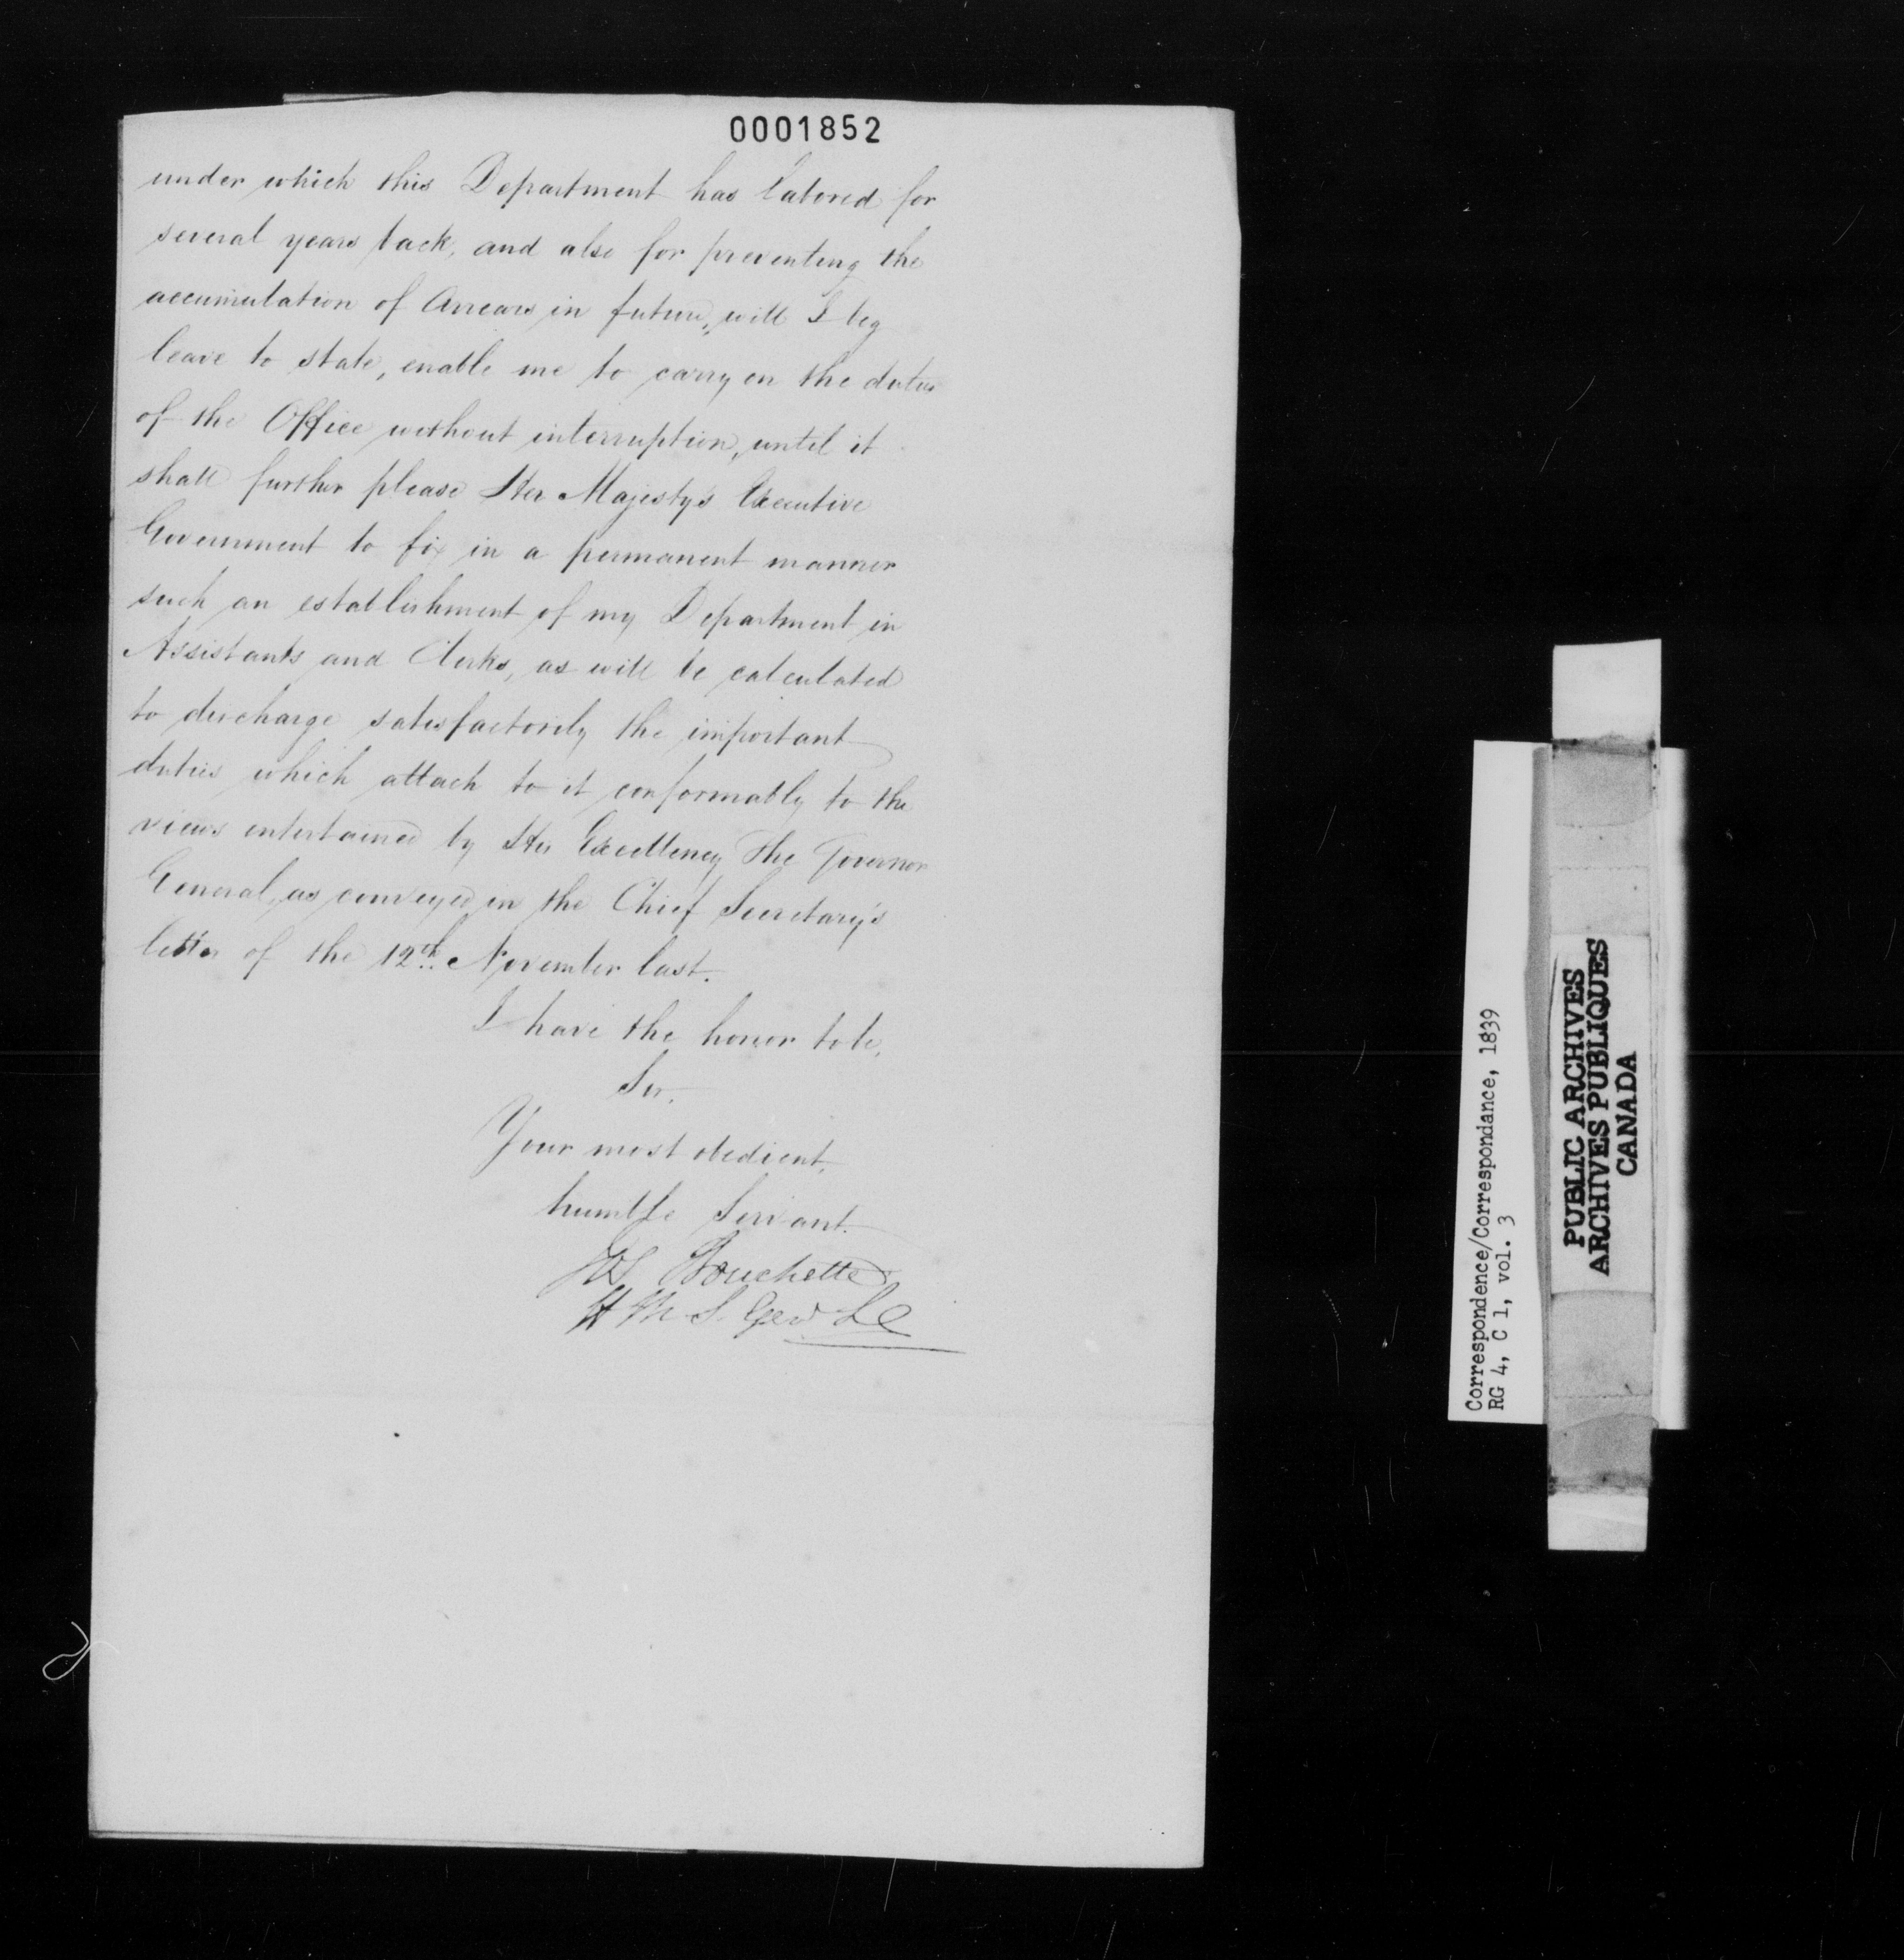 0001852
under which this Department has labored for
several years back, and also for preventing the
accumulation of Arrears in future, will I beg
leave to state, enable me to carry on the duties
of the Office without interruption, until it
shall further please Her Majesty's Executive
Government to fix in a permanent manner
such an establishment of my Department in
Assistants and Clerks, as will be calculated
to discharge satisfactorily the important
duties which attach to it conformably to the
views entertained by His Excellency The Governor
General, as conveyed in the Chief Secretary's
letter of the 12th November last.
I have the honor to be,
Sir,
Your most obedient,
humble Servant.
Jos Bouchette
H M S. Genl LC
Correspondence/Correspondance, 1839
RG 4, C 1, vol. 3
PUBLIC ARCHIVES
ARCHIVES PUBLIQUES
CANADA